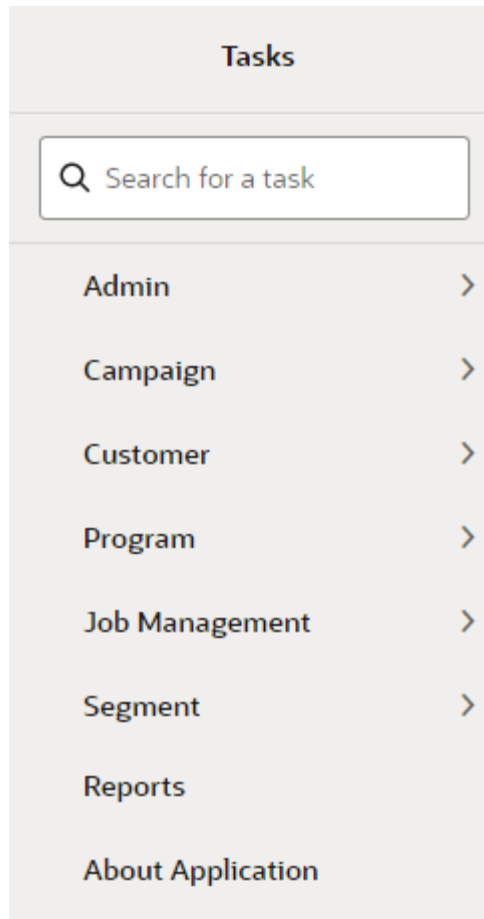 Tasks
Search for a task
Admin
Campaign
Customer
Program
Job Management
Segment
Reports
About Application